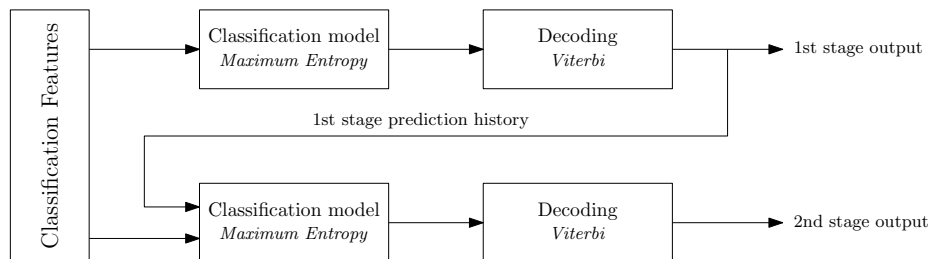 Classification Features
Classification model
Maximum Entropy
Decoding
Viterbi
1st stage output
1st stage prediction history
Classification model
Maximum Entropy
Decoding
Viterbi
2nd stage output